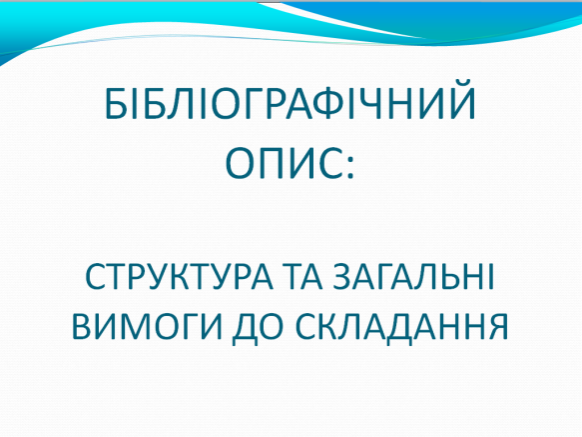 БІБЛІОГРАФІЧНИЙ
ОПИС:
СТРУКТУРА ТА ЗАГАЛЬНІ
ВИМОГИ ДО СКЛАДАННЯ